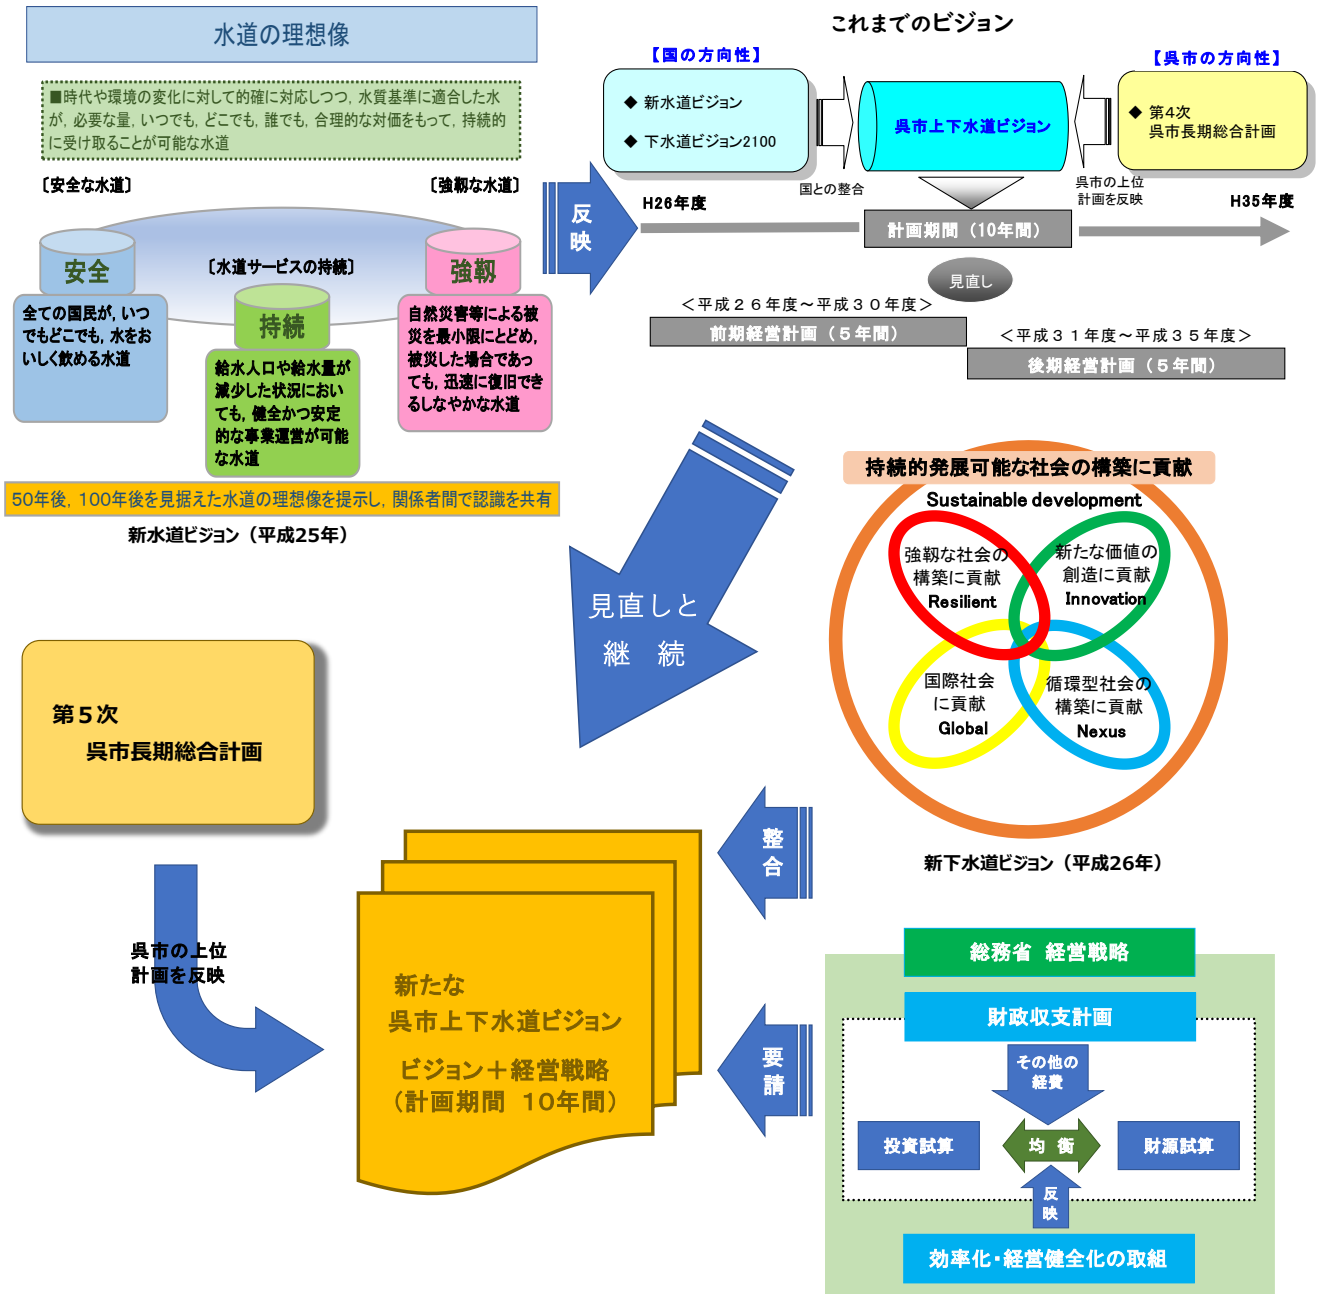 水道の理想像
■時代や環境の変化に対して的確に対応しつつ，水質基準に適合した水
が，必要な量，いつでも，どこでも，誰でも，合理的な対価をもって，持続的
に受け取ることが可能な水道
〔安全な水道〕
〔強靭な水道〕
安全
〔水道サービスの持続〕
強靭
持続
全ての国民が，いつ
でもどこでも，水をお
いしく飲める水道
給水人口や給水量が
減少した状況におい
ても，健全かつ安定
的な事業運営が可能
な水道
自然災害等による被
災を最小限にとどめ，
被災した場合であっ
ても，迅速に復旧でき
るしなやかな水道
50年後，100年後を見据えた水道の理想像を提示し，関係者間で認識を共有
新水道ビジョン（平成25年）
反
映
これまでのビジョン
【国の方向性】
◆ 新水道ビジョン
◆ 下水道ビジョン2100
国との整合
呉市上下水道ビジョン
【呉市の方向性】
◆ 第4次
呉市長期総合計画
呉市の上位
計画を反映
H26年度
計画期間（10年間）
H35年度
見直し
＜平成２６年度～平成３０年度＞
前期経営計画（５年間）
＜平成３１年度～平成３５年度＞
後期経営計画（５年間）
見直しと
継　続
持続的発展可能な社会の構築に貢献
Sustainable development
強靭な社会の
構築に貢献
Resilient
新たな価値の
創造に貢献
Innovation
国際社会
に貢献
Global
循環型社会の
構築に貢献
Nexus
新下水道ビジョン（平成26年）
第５次
呉市長期総合計画
呉市の上位
計画を反映
整
合
要
請
新たな
呉市上下水道ビジョン
ビジョン＋経営戦略
（計画期間　１０年間）
総務省　経営戦略
財政収支計画
その他の
経費
投資試算
均　衡
財源試算
反
映
効率化・経営健全化の取組